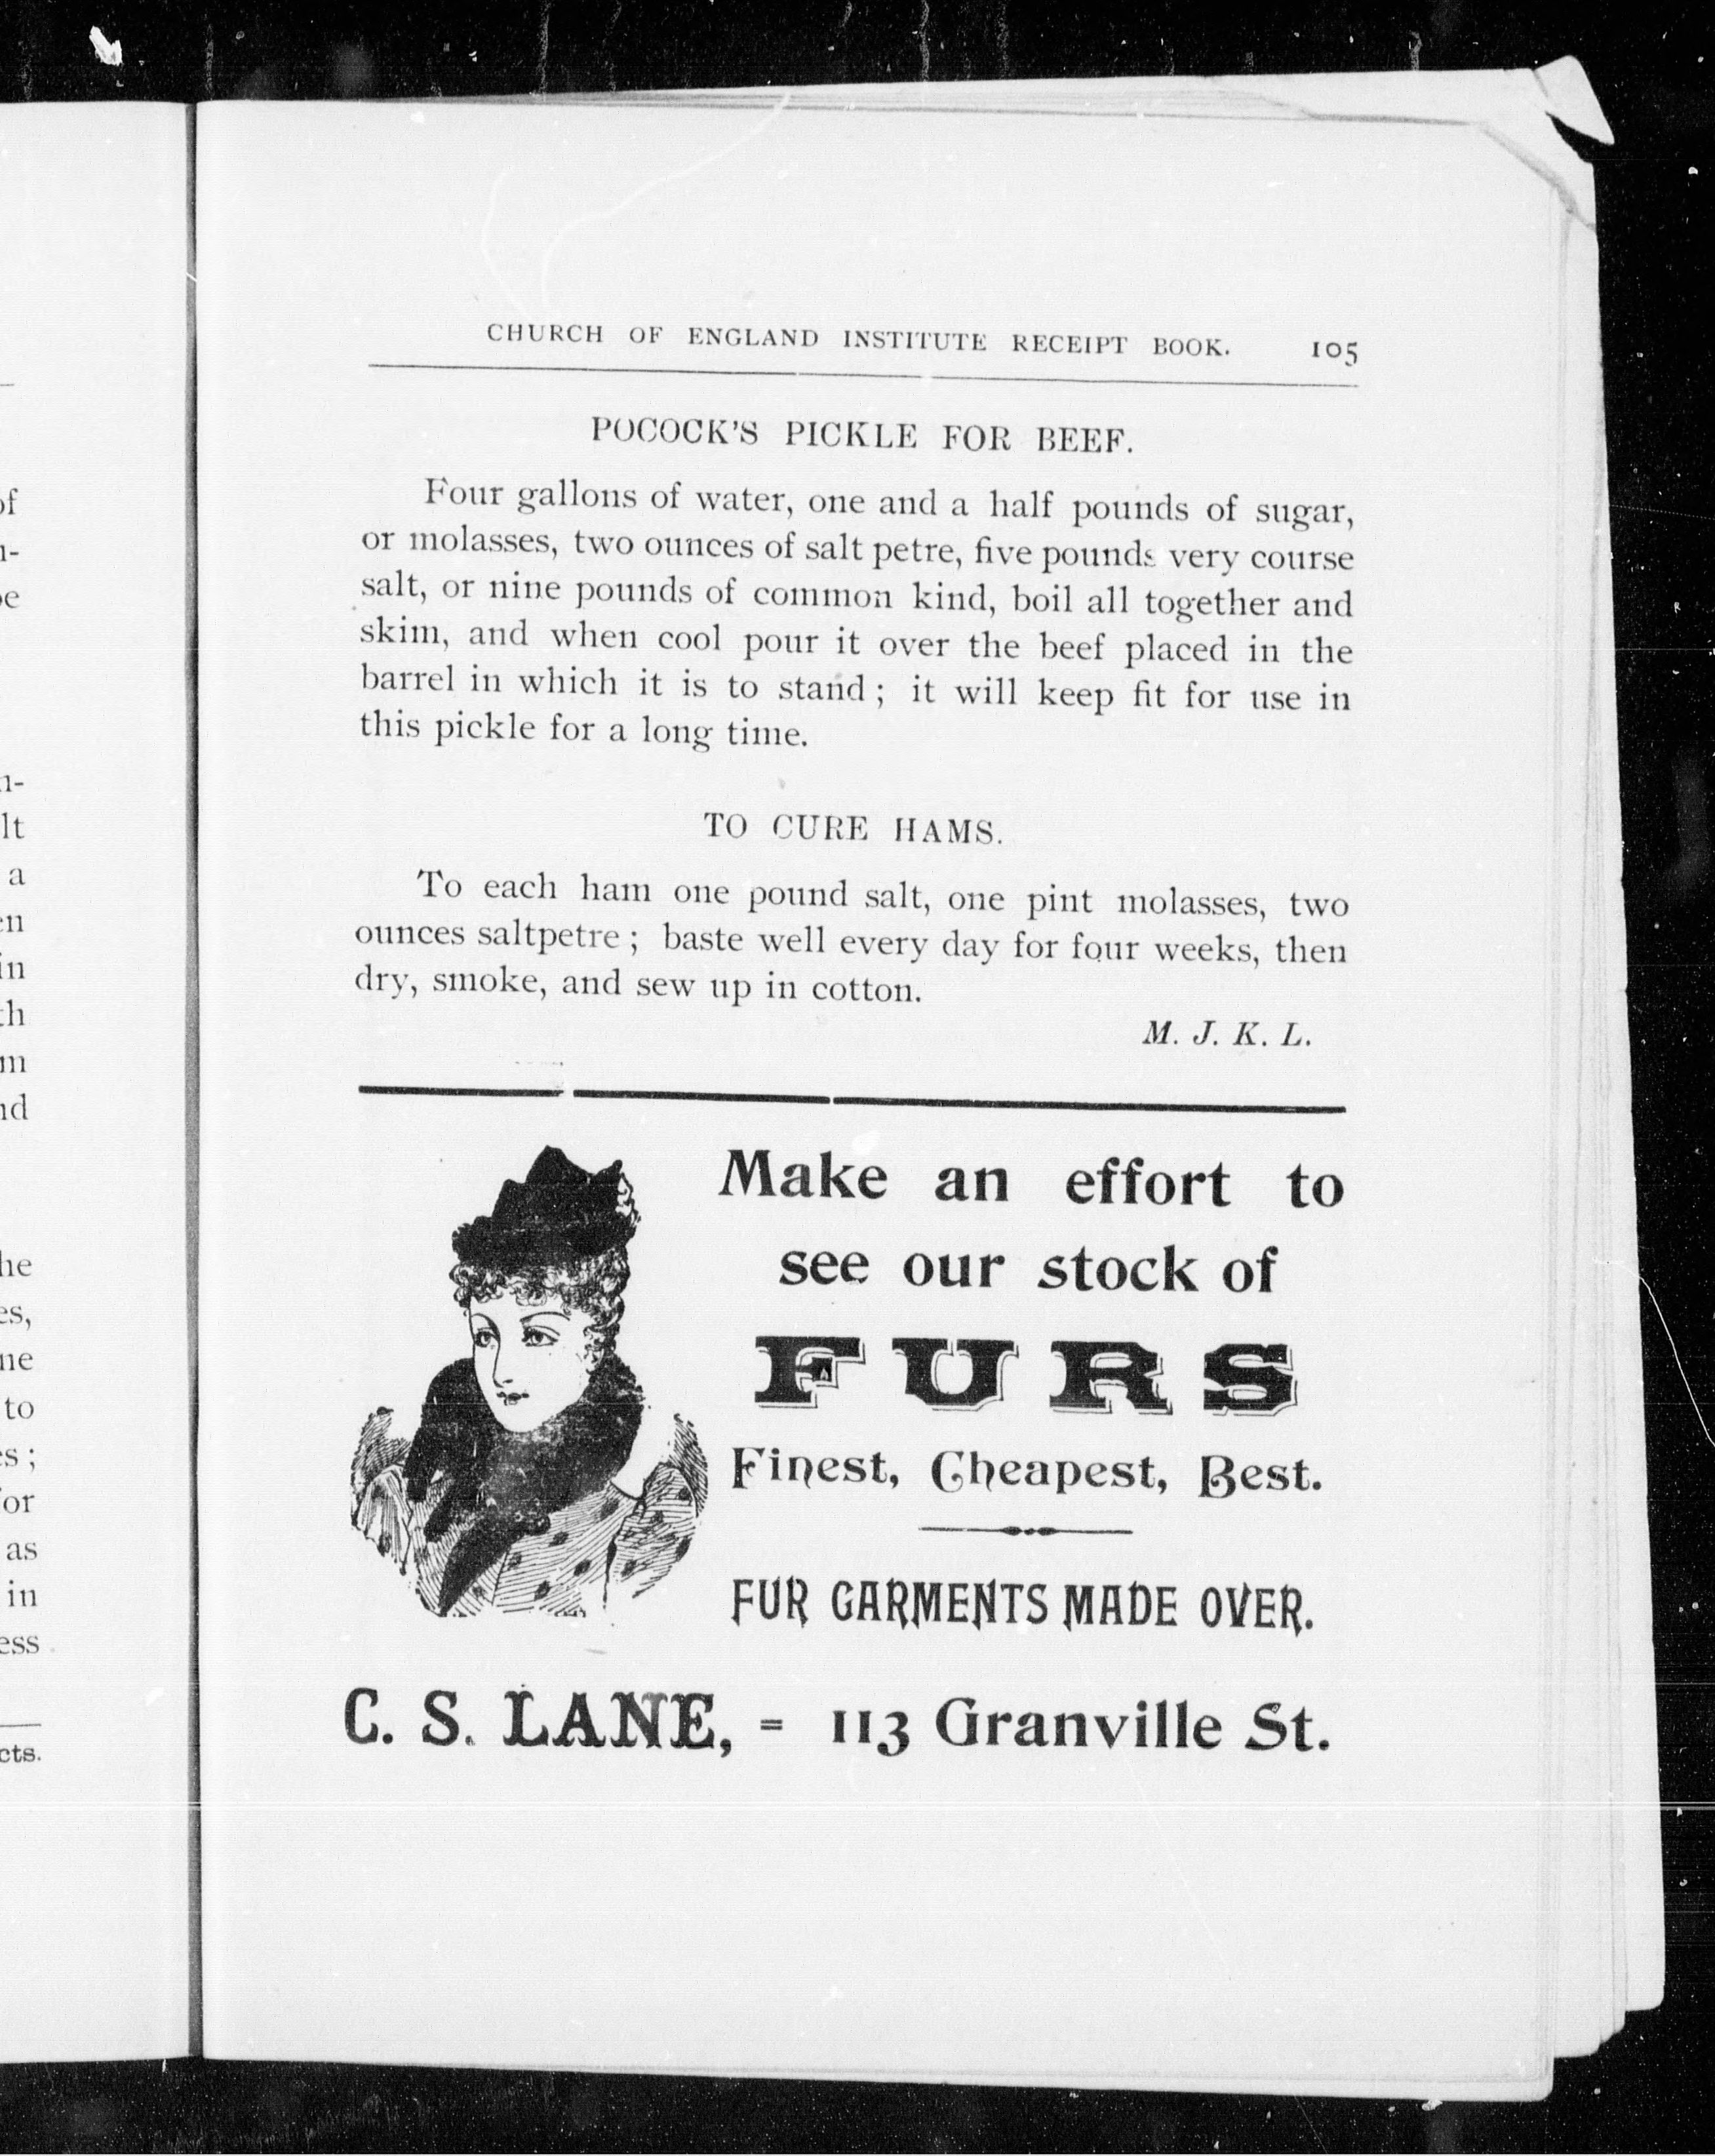 CHURCH OF ENGLAND INSTITUTE RECEIPT BOOK. 105
POCOCK'S PICKLE FOR BEEF.
Four gallons of water, one and a half pounds of sugar,
or molasses, two ounces of salt petre, five pounds very course
salt, or nine pounds of common kind, boil all together and
skim, and when cool pour it over the beef placed in the
barrel in which it is to stand; it will keep fit for use in
this pickle for a long time.
TO CURE HAMS.
To each ham one pound salt, one pint molasses, two
ounces saltpetre; baste well every day for four weeks, then
dry, smoke, and sew up in cotton.
M. J. K. L.
Make an effort to
see our stock of
FURS
Finest, Cheapest, Best.
FUR GARMENTS MADE OVER.
C. S. LANE, = 113 Granville St.